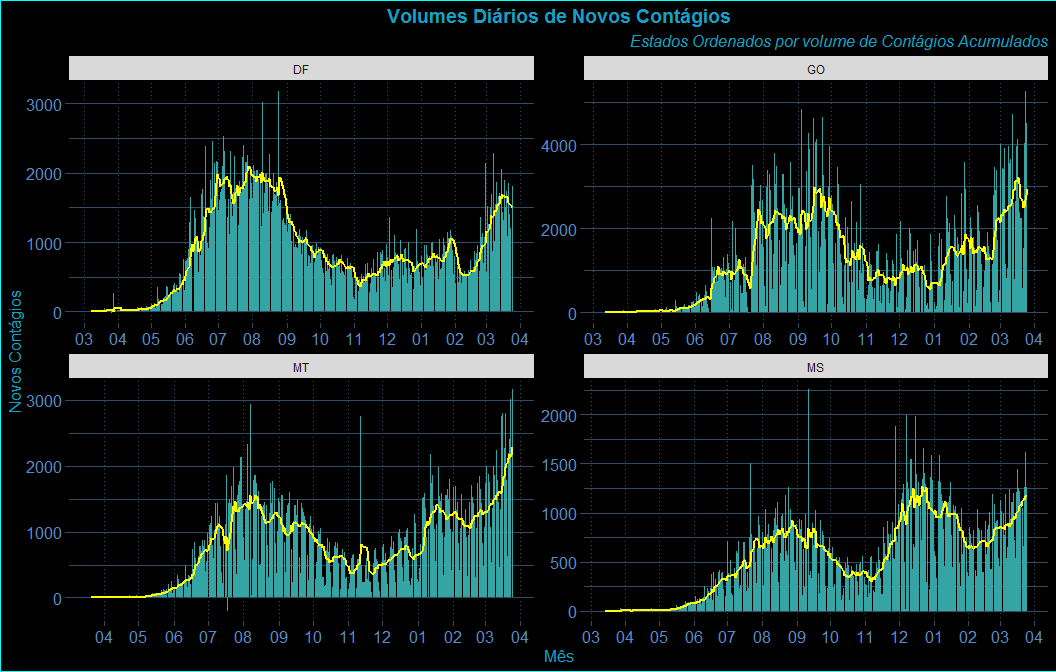 Volumes Diários de Novos Contágios
Estados Ordenados por volume de Contágios Acumulados
DF
GO
3000
2000
1000
0
03 04 05 06 07 08 09 10 11 12 01 02 03 04
4000
2000
0
03 04 05 06 07 08 09 10 11 12 01 02 03 04
MT
MS
3000
2000
1000
0
04 05 06 07 08 09 10 11 12 01 02 03 04
2000
1500
1000
500
0
03 04 05 06 07 08 09 10 11 12 01 02 03 04
Novos Contágios
Mês